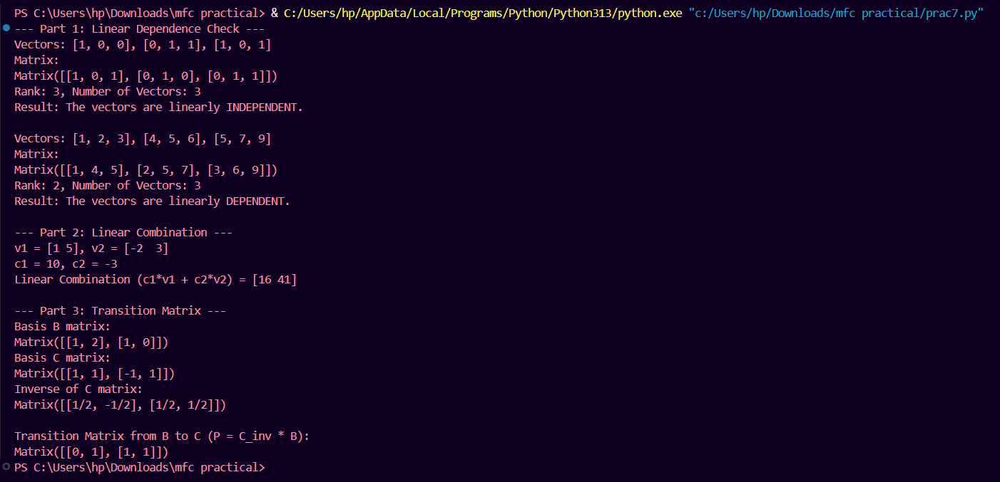 PS C:\Users\hp\Downloads\mfc practical> & C:/Users/hp/AppData/Local/Programs/Python/Python313/python.exe "c:/Users/hp/Downloads/mfc practical/prac7.py"
--- Part 1: Linear Dependence Check ---
Vectors: [1, 0, 0], [0, 1, 1], [1, 0, 1]
Matrix:
Matrix([[1, 0, 1], [0, 1, 0], [0, 1, 1]])
Rank: 3, Number of Vectors: 3
Result: The vectors are linearly INDEPENDENT.

Vectors: [1, 2, 3], [4, 5, 6], [5, 7, 9]
Matrix:
Matrix([[1, 4, 5], [2, 5, 7], [3, 6, 9]])
Rank: 2, Number of Vectors: 3
Result: The vectors are linearly DEPENDENT.

--- Part 2: Linear Combination ---
v1 = [1 5], v2 = [-2  3]
c1 = 10, c2 = -3
Linear Combination (c1*v1 + c2*v2) = [16 41]

--- Part 3: Transition Matrix ---
Basis B matrix:
Matrix([[1, 2], [1, 0]])
Basis C matrix:
Matrix([[1, 1], [-1, 1]])
Inverse of C matrix:
Matrix([[1/2, -1/2], [1/2, 1/2]])

Transition Matrix from B to C (P = C_inv * B):
Matrix([[0, 1], [1, 1]])
PS C:\Users\hp\Downloads\mfc practical>